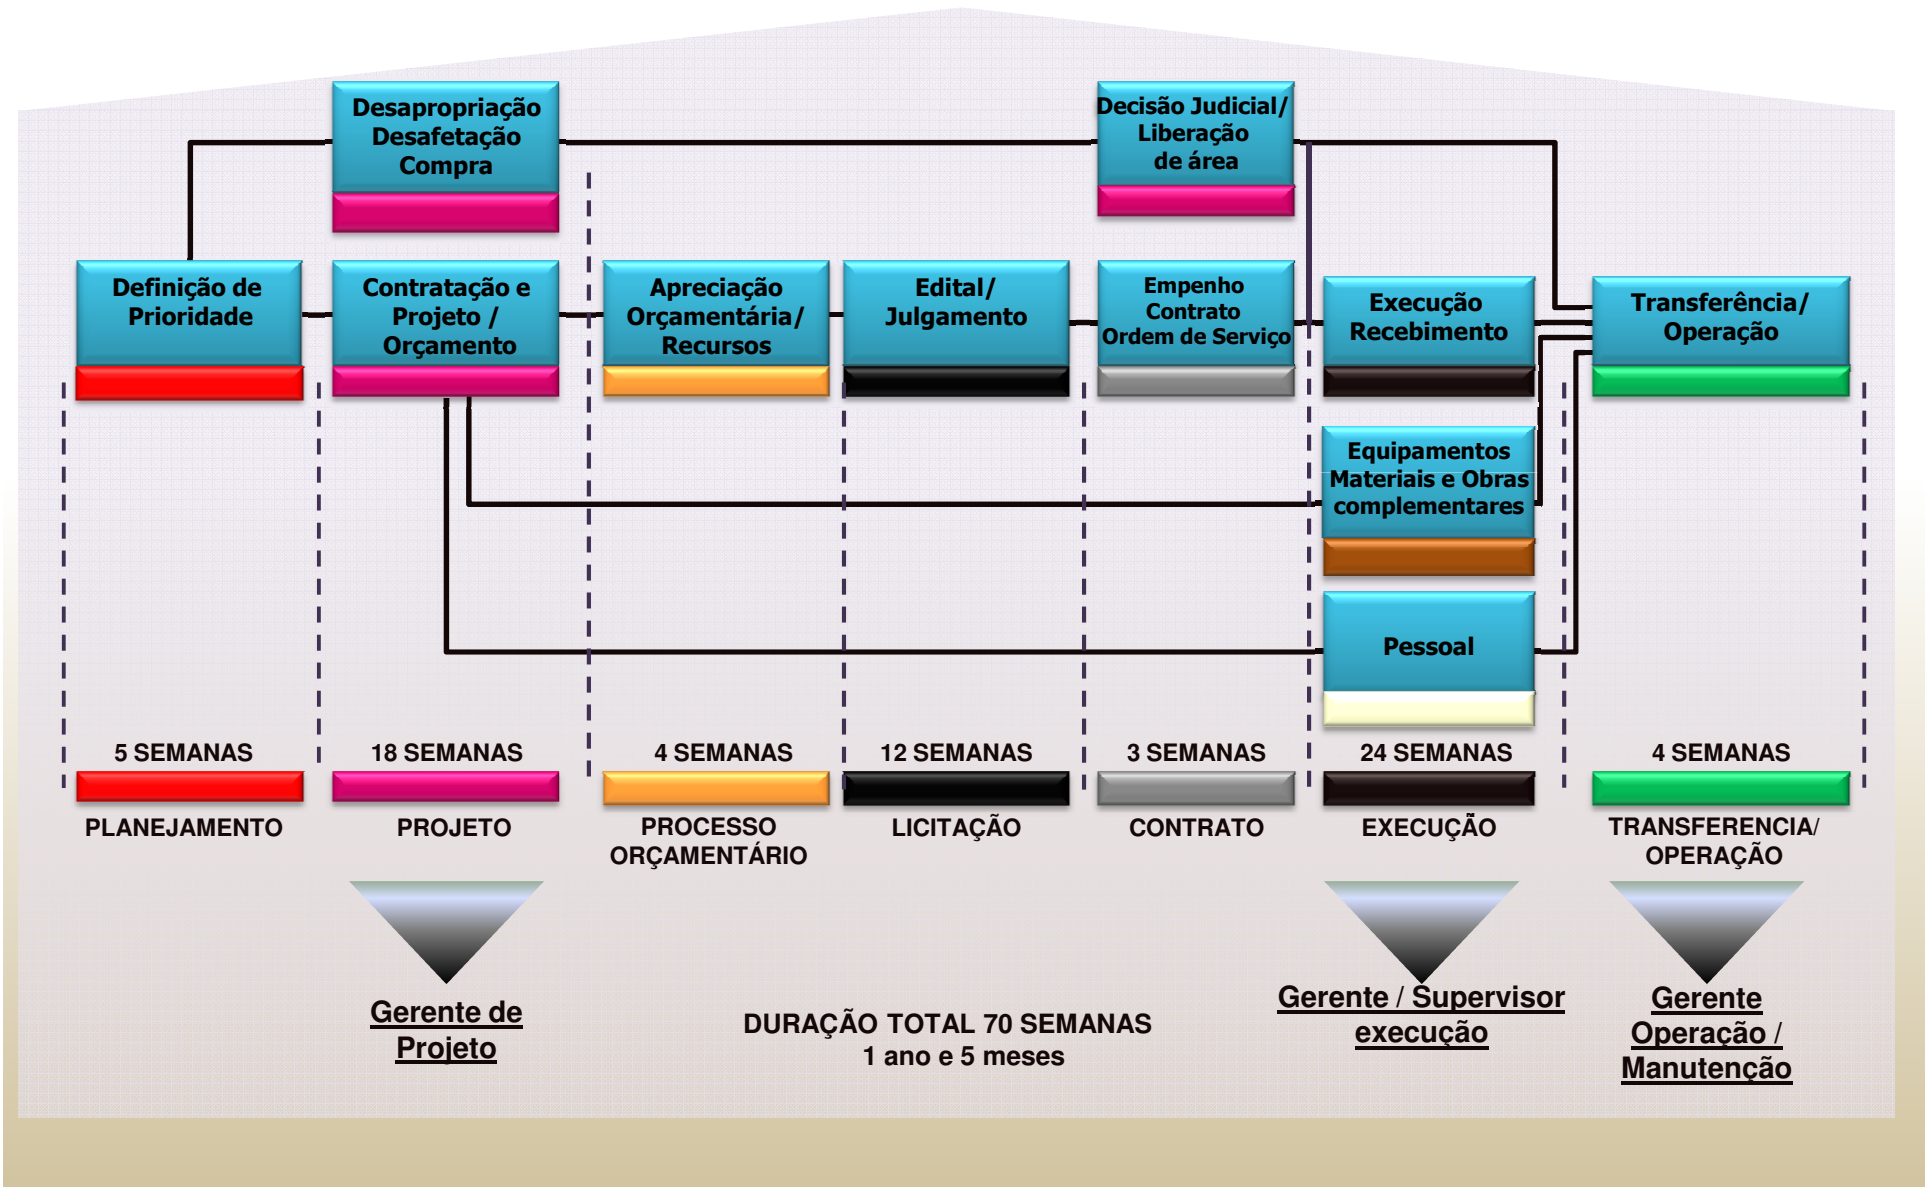 Desapropriação
Desafetação
Compra
Decisão Judicial/
Liberação
de área
Definição de
Prioridade
Contratação e
Projeto /
Orçamento
Apreciação
Orçamentária/
Recursos
Edital/
Julgamento
Empenho
Contrato
Ordem de Serviço
Execução
Recebimento
Transferência/
Operação
Equipamentos
Materiais e Obras
complementares
Pessoal
5 SEMANAS
18 SEMANAS
4 SEMANAS
12 SEMANAS
3 SEMANAS
24 SEMANAS
4 SEMANAS
PLANEJAMENTO
PROJETO
PROCESSO
ORÇAMENTÁRIO
LICITAÇÃO
CONTRATO
EXECUÇÃO
TRANSFERENCIA/
OPERAÇÃO
Gerente de
Projeto
DURAÇÃO TOTAL 70 SEMANAS
1 ano e 5 meses
Gerente / Supervisor
execução
Gerente
Operação /
Manutenção